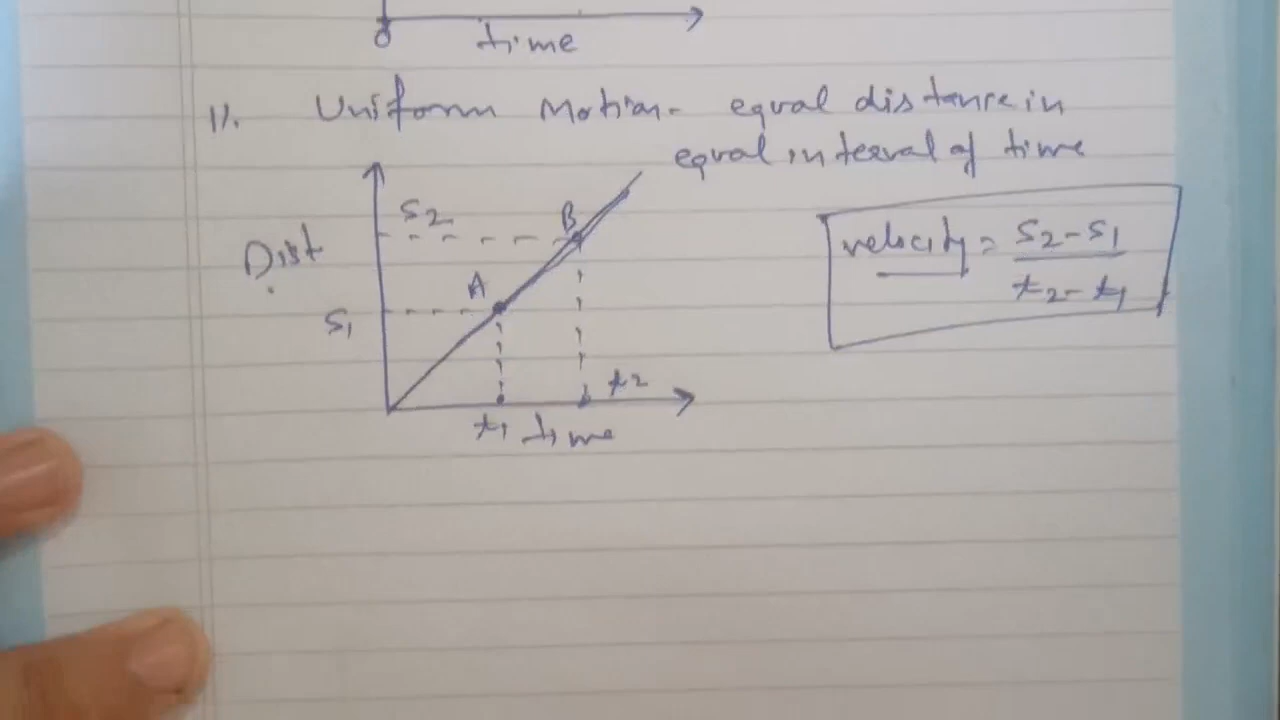 0 time
11. Uniform Motion - equal distance in
equal interval of time
S2
B
Dist
velocity = S2-S1
t2-t1
A
S1
t2
t1 time